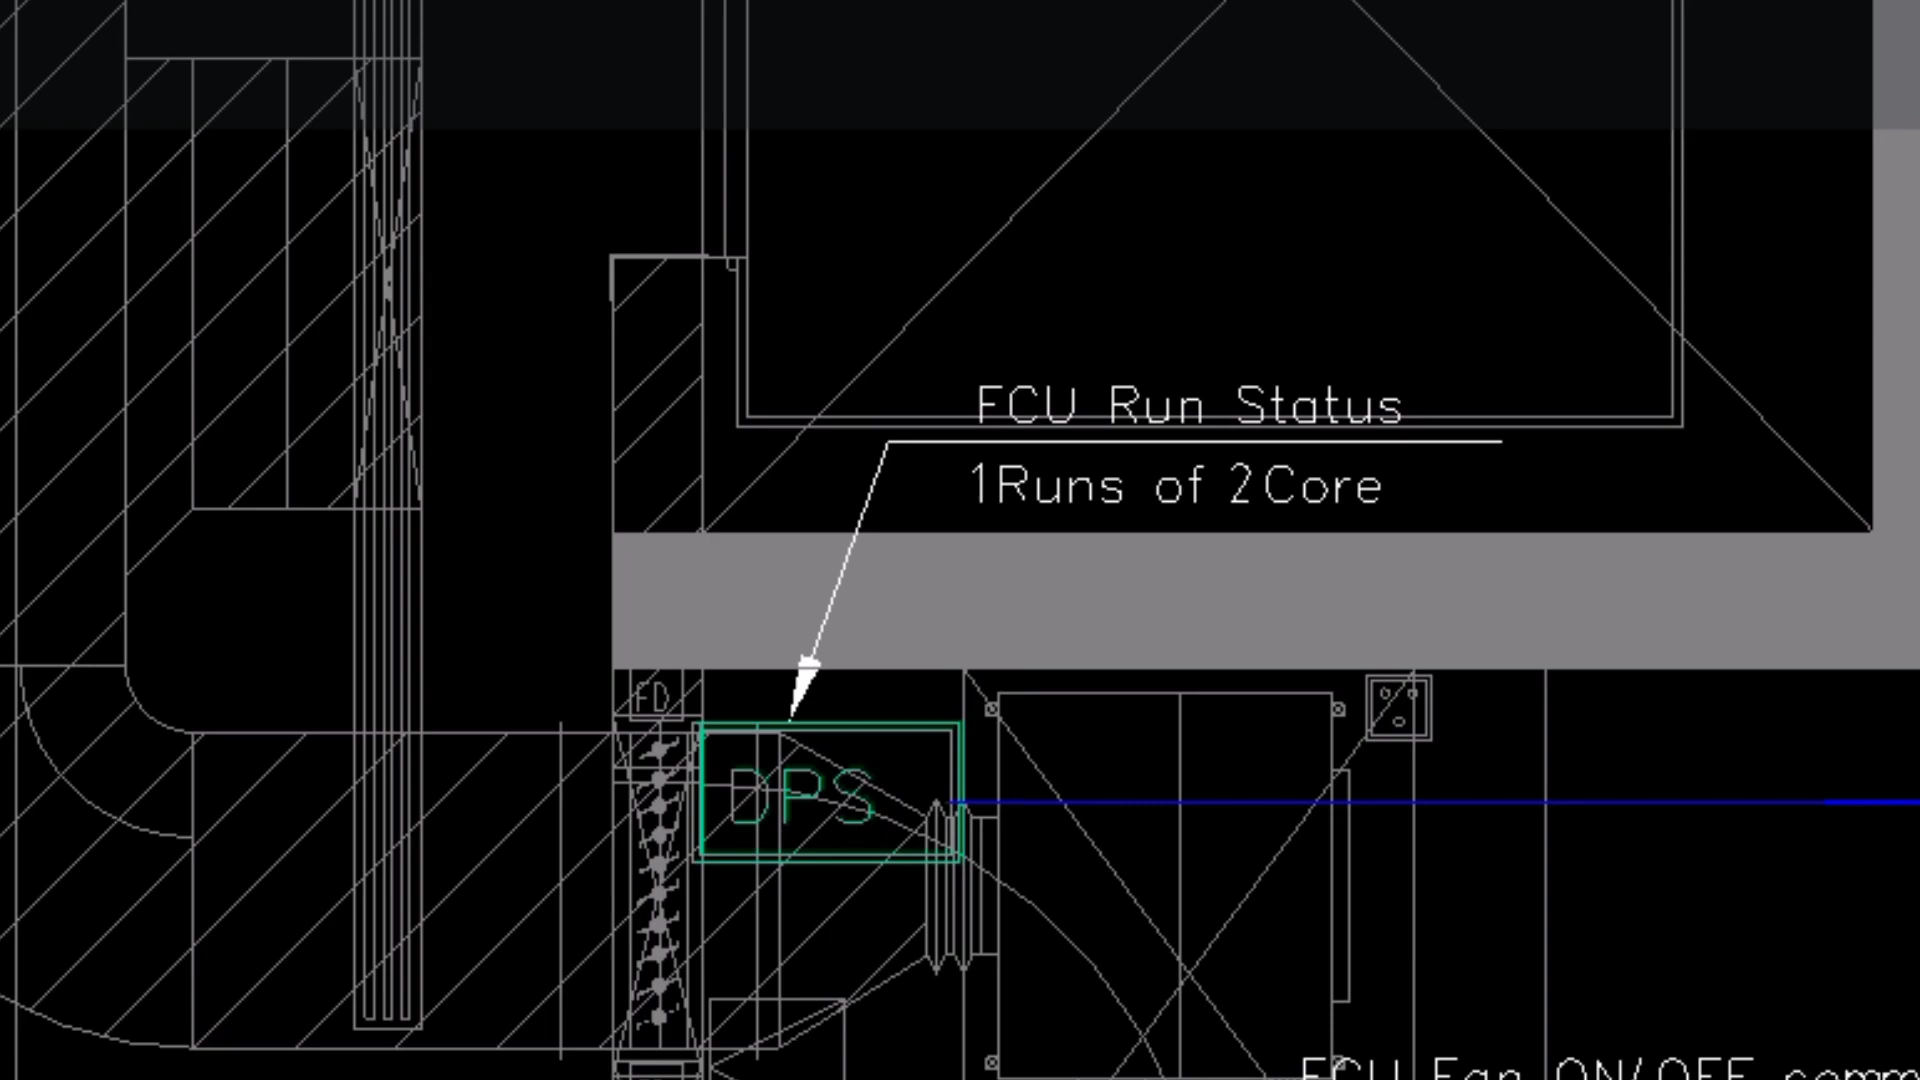 FCU Run Status
1Runs of 2Core
FD
DPS
FCU Fan ON/OFF